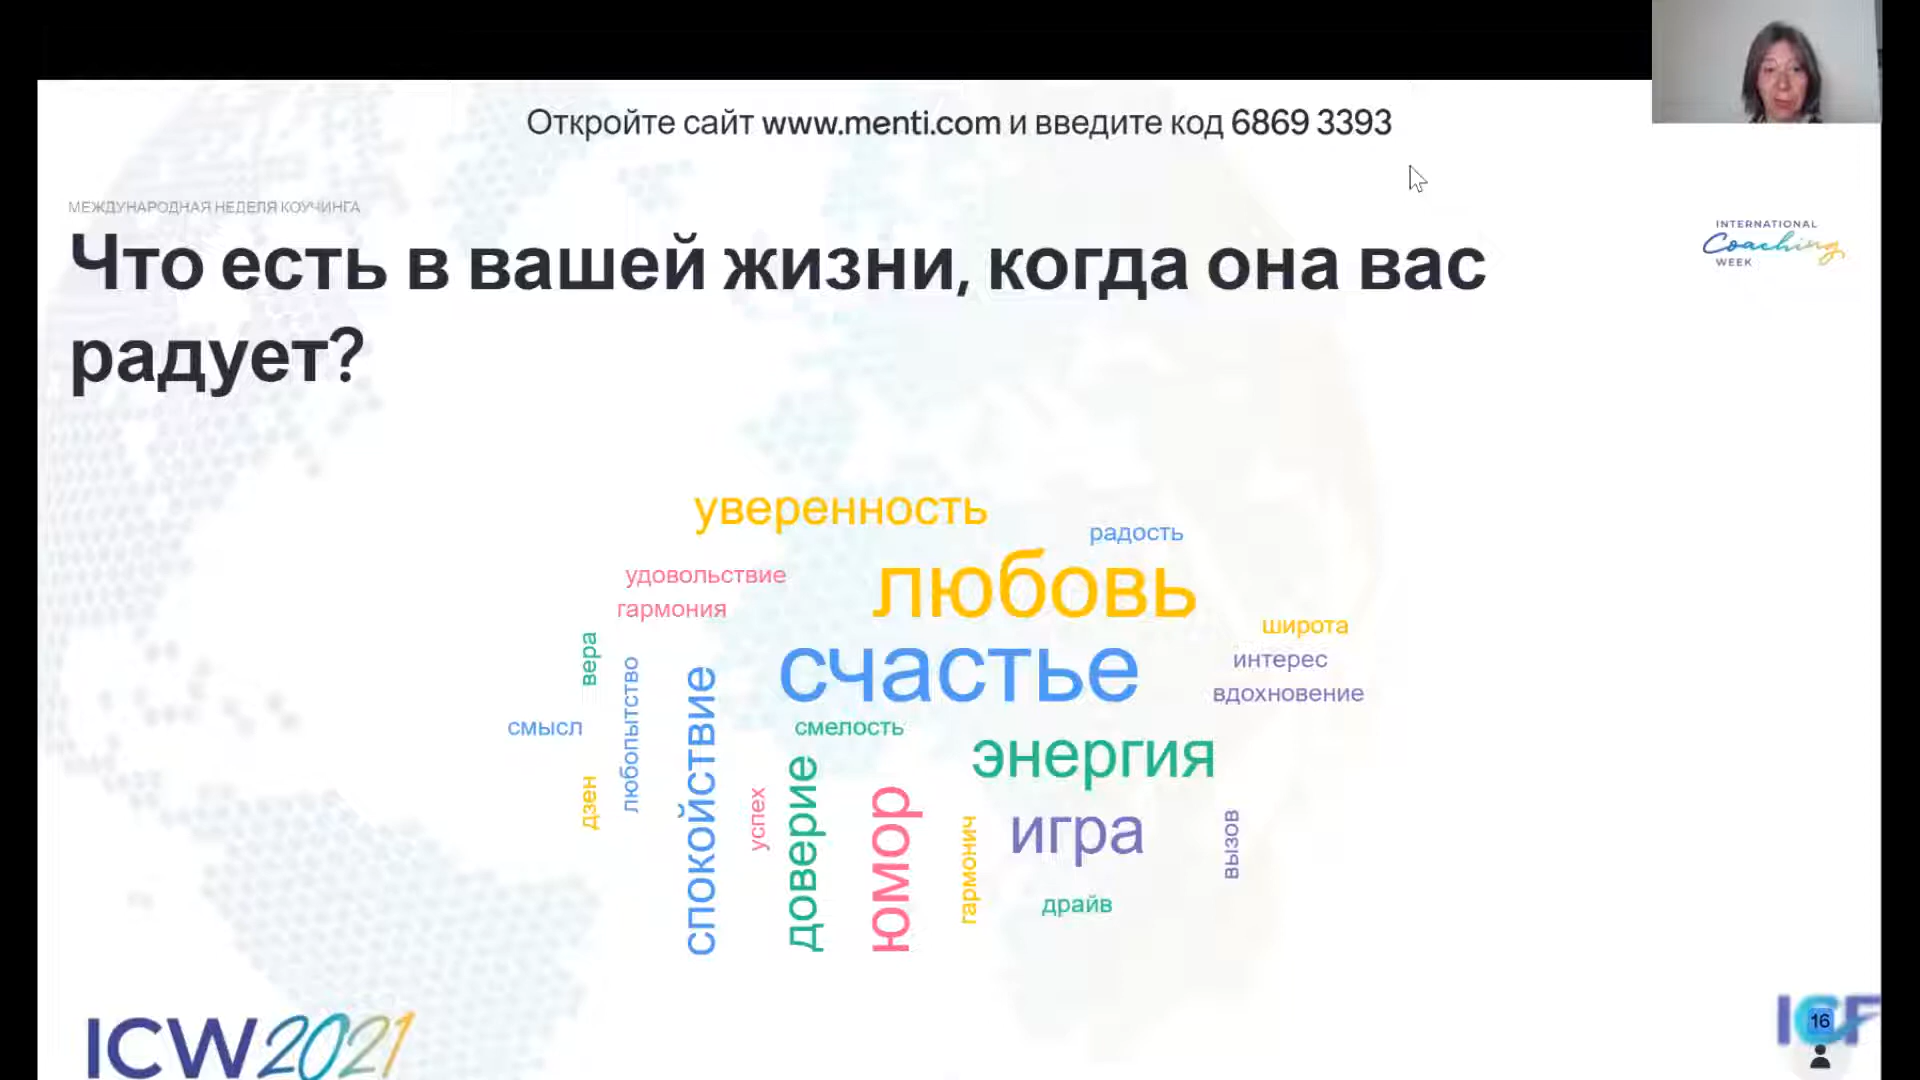 Откройте сайт www.menti.com и введите код 6869 3393
МЕЖДУНАРОДНАЯ НЕДЕЛЯ КОУЧИНГА
Что есть в вашей жизни, когда она вас
радует?
INTERNATIONAL
Coaching
WEEK
уверенность
радость
удовольствие
любовь
гармония
широта
вера
счастье
интерес
любопытство
вдохновение
спокойствие
смысл
смелость
энергия
дзен
успех
доверие
юмор
гармонич
игра
вызов
драйв
ICW2021
ICF
16